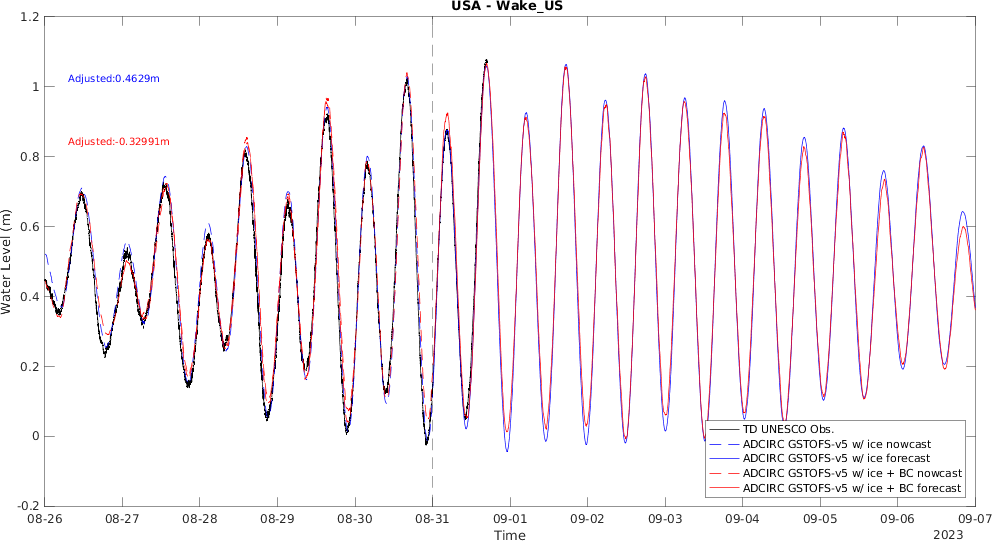 USA - Wake_US
1.2
1
0.8
0.6
0.4
0.2
0
-0.2
Water Level (m)
Adjusted:0.4629m
Adjusted:-0.32991m
TD UNESCO Obs.
ADCIRC GSTOFS-v5 w/ ice nowcast
ADCIRC GSTOFS-v5 w/ ice forecast
ADCIRC GSTOFS-v5 w/ ice + BC nowcast
ADCIRC GSTOFS-v5 w/ ice + BC forecast
08-26 08-27 08-28 08-29 08-30 08-31 09-01 09-02 09-03 09-04 09-05 09-06 09-07
Time
2023